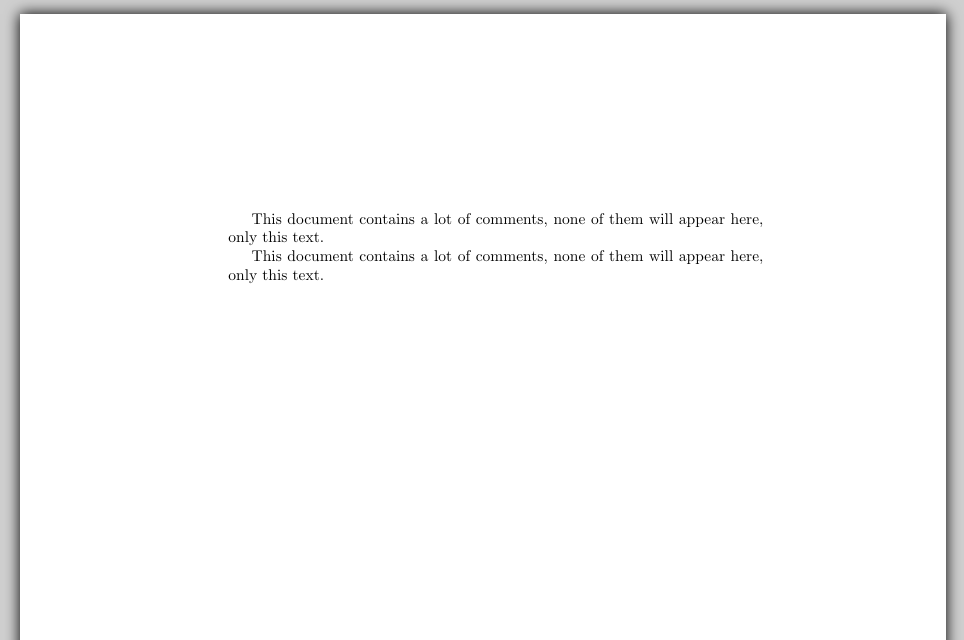 This document contains a lot of comments, none of them will appear here,
only this text.
This document contains a lot of comments, none of them will appear here,
only this text.